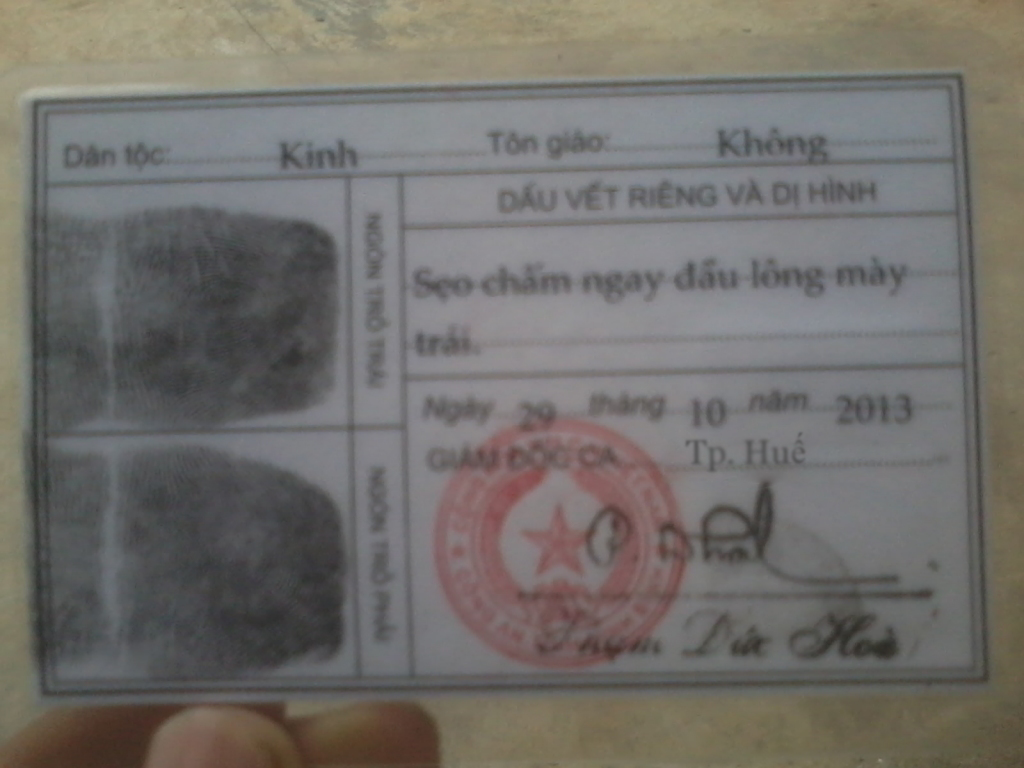 Dân tộc: Kinh Tôn giáo: Không
DẤU VẾT RIÊNG VÀ DỊ HÌNH
NGÓN TRỎ TRÁI
Sẹo chấm ngay đầu lông mày
trái.
Ngày 29 tháng 10 năm 2013
GIÁM ĐỐC CA Tp. Huế
NGÓN TRỎ PHẢI
Phạm Đức Hoà